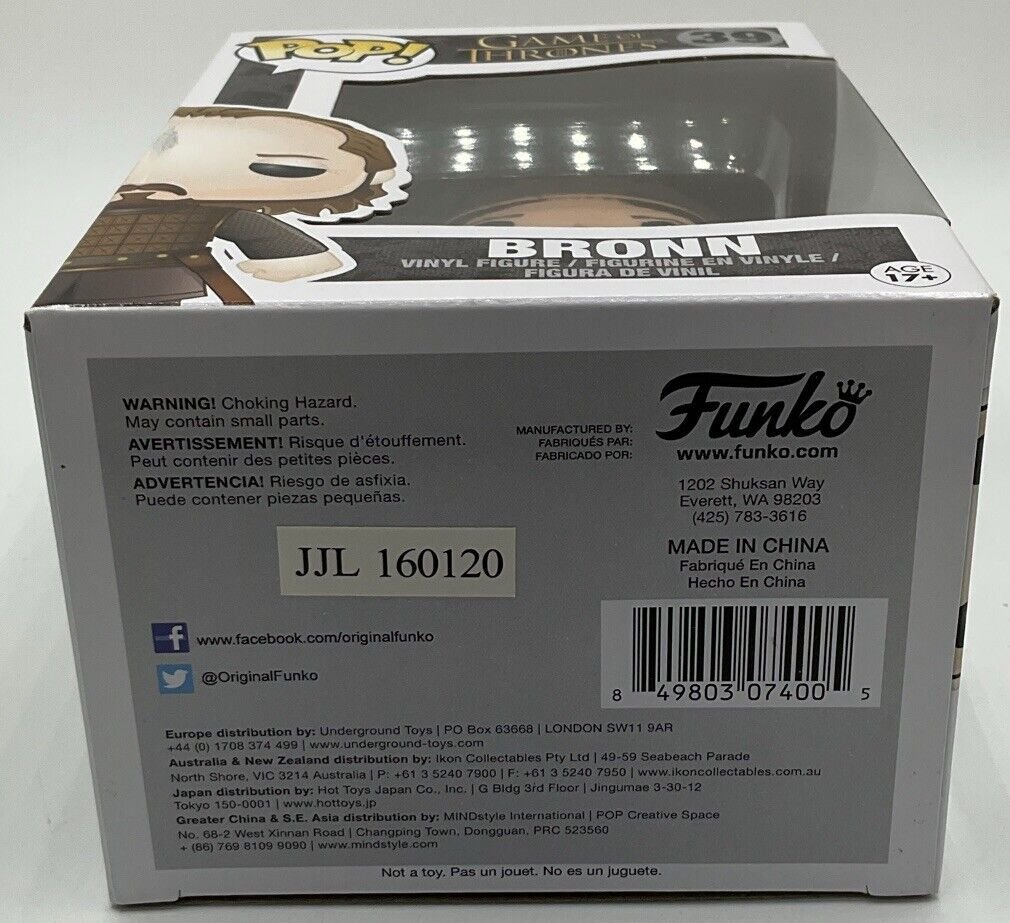 POP!
GAME OF
THRONES
39
BRONN
VINYL FIGURE / FIGURINE EN VINYLE /
FIGURA DE VINIL
AGE
17+
WARNING! Choking Hazard.
May contain small parts.
AVERTISSEMENT! Risque d'étouffement.
Peut contenir des petites pièces.
ADVERTENCIA! Riesgo de asfixia.
Puede contener piezas pequeñas.
MANUFACTURED BY:
FABRIQUÉS PAR:
FABRICADO POR:
Funko
www.funko.com
1202 Shuksan Way
Everett, WA 98203
(425) 783-3616
MADE IN CHINA
Fabriqué En China
Hecho En China
JJL 160120
f www.facebook.com/originalfunko
@OriginalFunko
8 49803 07400 5
Europe distribution by: Underground Toys | PO Box 63668 | LONDON SW11 9AR
+44 (0) 1708 374 499 | www.underground-toys.com
Australia & New Zealand distribution by: Ikon Collectables Pty Ltd | 49-59 Seabeach Parade
North Shore, VIC 3214 Australia | P: +61 3 5240 7900 | F: +61 3 5240 7950 | www.ikoncollectables.com.au
Japan distribution by: Hot Toys Japan Co., Inc. | G Bldg 3rd Floor | Jingumae 3-30-12
Tokyo 150-0001 | www.hottoys.jp
Greater China & S.E. Asia distribution by: MINDstyle International | POP Creative Space
No. 68-2 West Xinnan Road | Changping Town, Dongguan, PRC 523560
+ (86) 769 8109 9090 | www.mindstyle.com
Not a toy. Pas un jouet. No es un juguete.